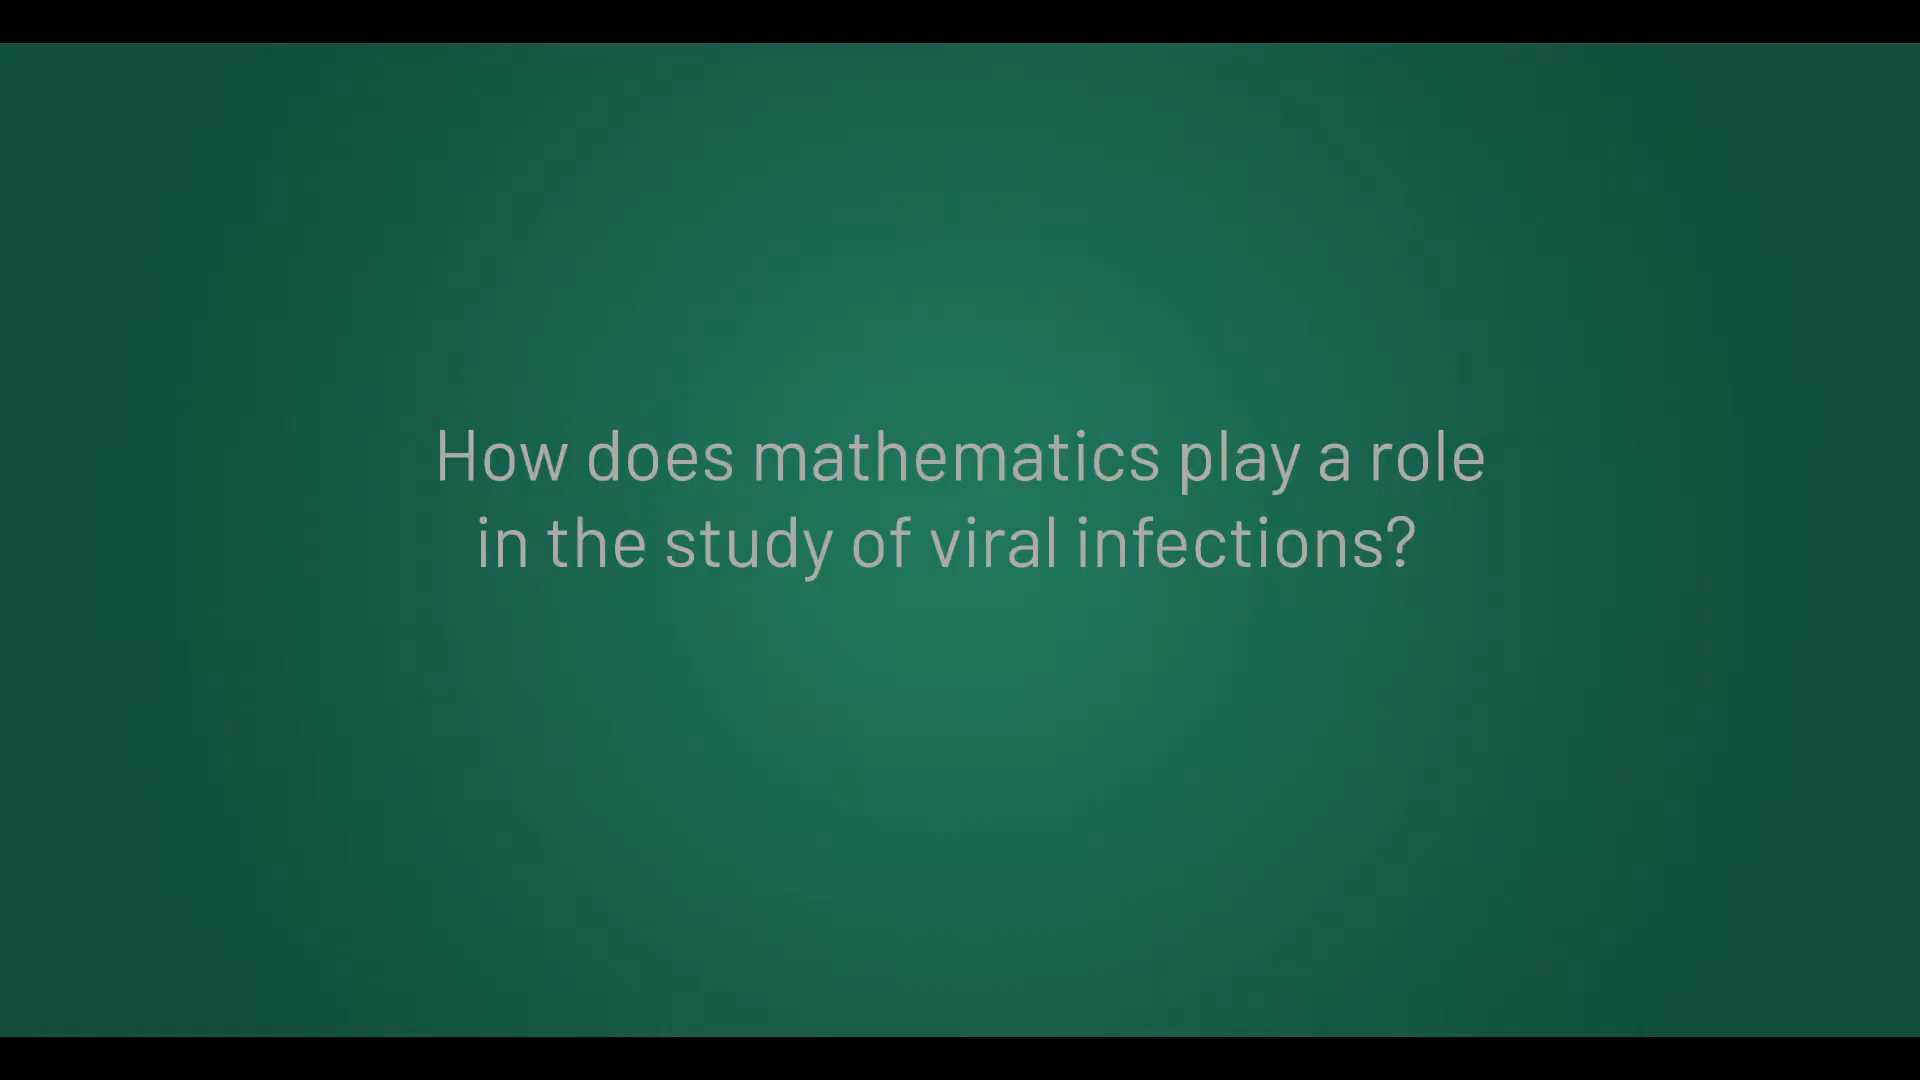 How does mathematics play a role
in the study of viral infections?